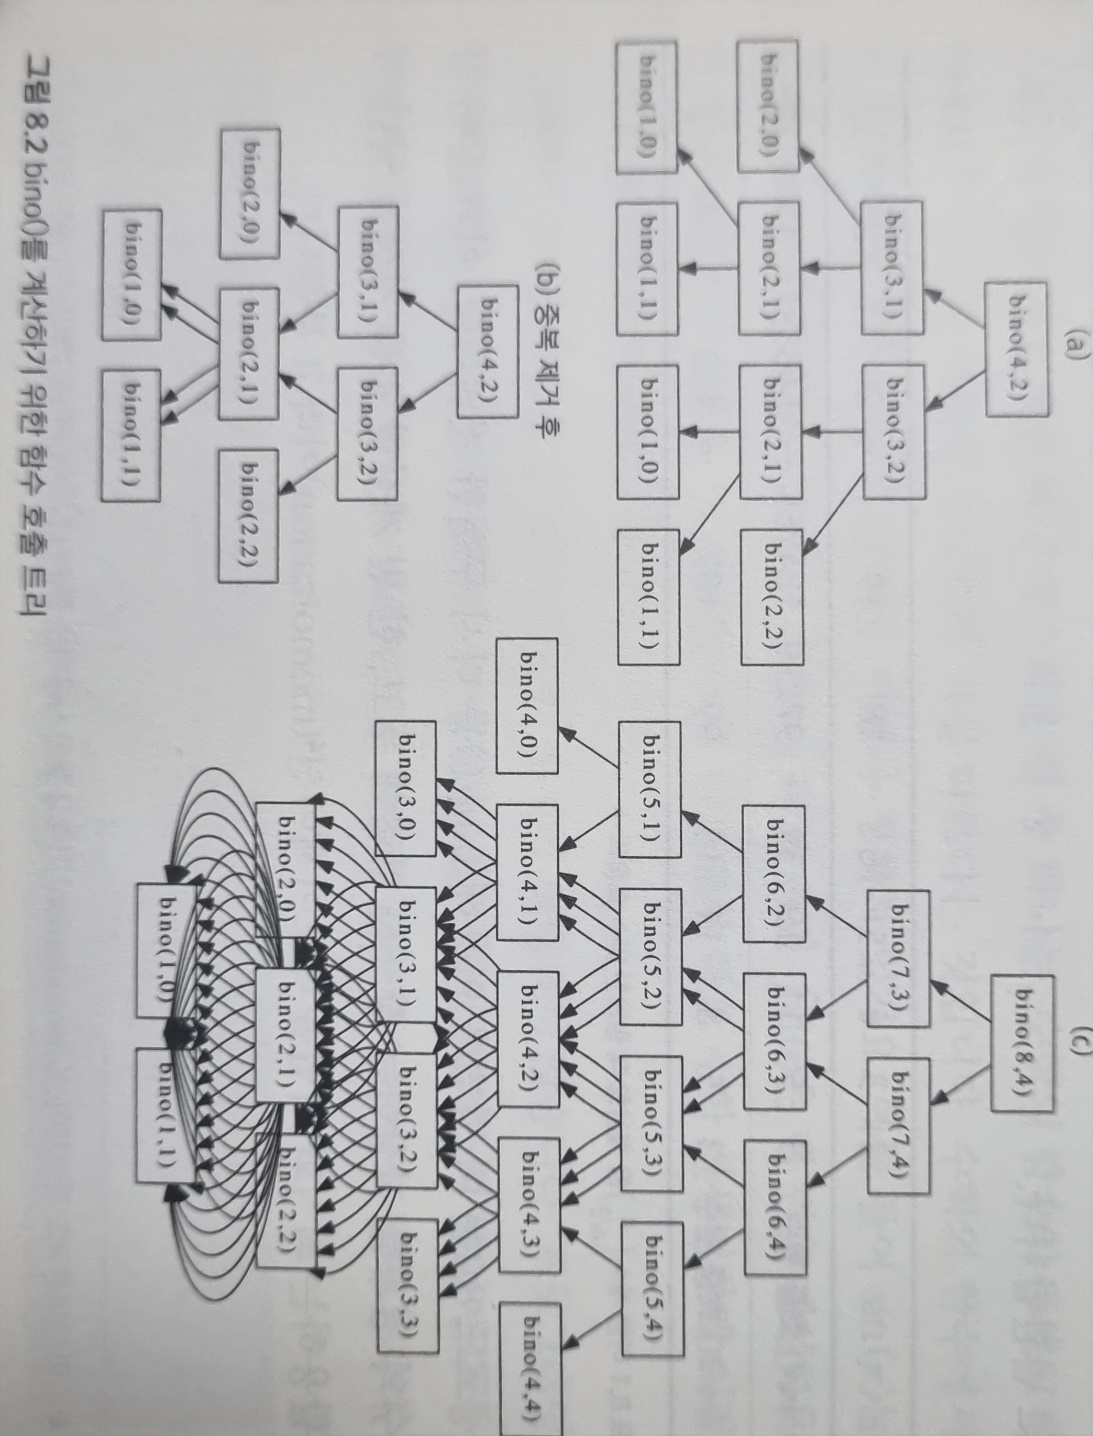 (a)
bino(4,2)
bino(3,1) bino(3,2)
bino(2,0) bino(2,1) bino(2,1) bino(2,2)
bino(1,0) bino(1,1) bino(1,0) bino(1,1)
(b) 중복 제거 후
bino(4,2)
bino(3,1) bino(3,2)
bino(2,0) bino(2,1) bino(2,2)
bino(1,0) bino(1,1)
(c)
bino(8,4)
bino(7,3) bino(7,4)
bino(6,2) bino(6,3) bino(6,4)
bino(5,1) bino(5,2) bino(5,3) bino(5,4)
bino(4,0) bino(4,1) bino(4,2) bino(4,3) bino(4,4)
bino(3,0) bino(3,1) bino(3,2) bino(3,3)
bino(2,0) bino(2,1) bino(2,2)
bino(1,0) bino(1,1)
그림 8.2 bino()를 계산하기 위한 함수 호출 트리